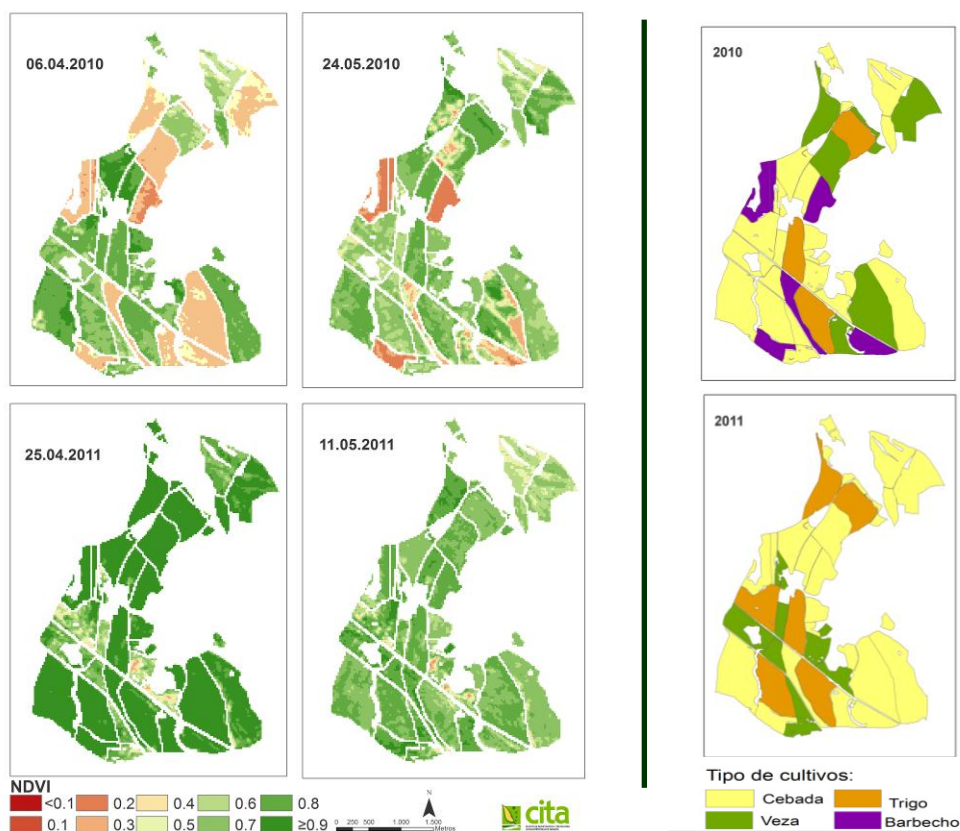 06.04.2010
24.05.2010
2010
25.04.2011
11.05.2011
2011
NDVI
<0.1 0.2 0.4 0.6 0.8
0.1 0.3 0.5 0.7 ≥0.9
N
0 250 500 1.000 1.500
Metros
cita
Tipo de cultivos:
Cebada Trigo
Veza Barbecho